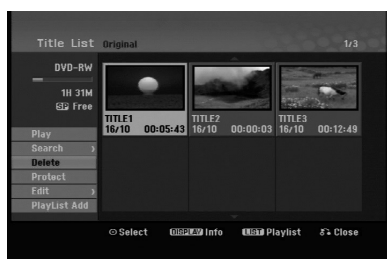 Title List Original 1/3
DVD-RW
1H 31M
SP Free
Play
Search
Delete
Protect
Edit
PlayList Add
TITLE1 TITLE2 TITLE3
16/10 00:05:43 16/10 00:00:03 16/10 00:12:49
Select DISPLAY Info LIST Playlist Close